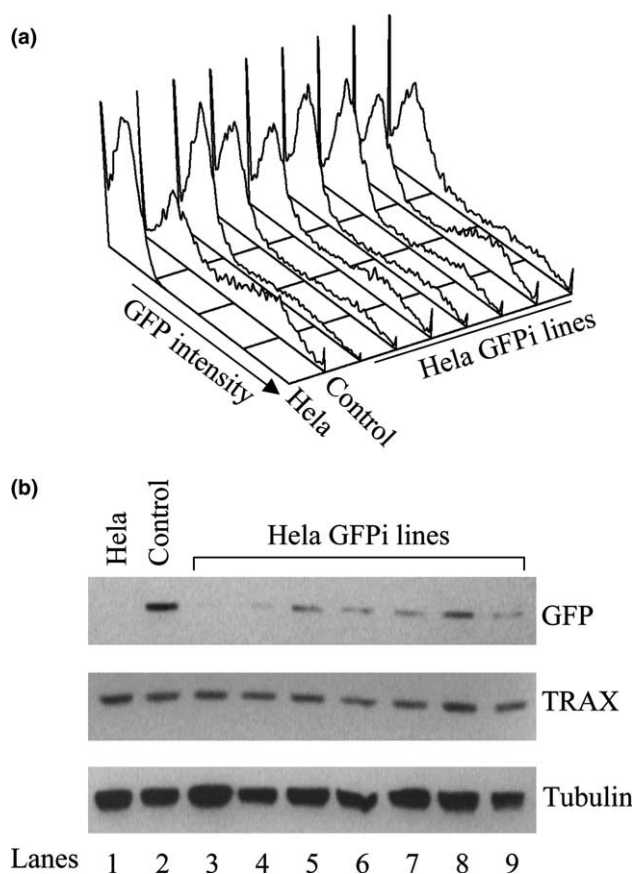 (a)
GFP intensity
Hela
Control
Hela GFPi lines
(b)
Hela
Control
Hela GFPi lines
GFP
TRAX
Tubulin
Lanes 1 2 3 4 5 6 7 8 9